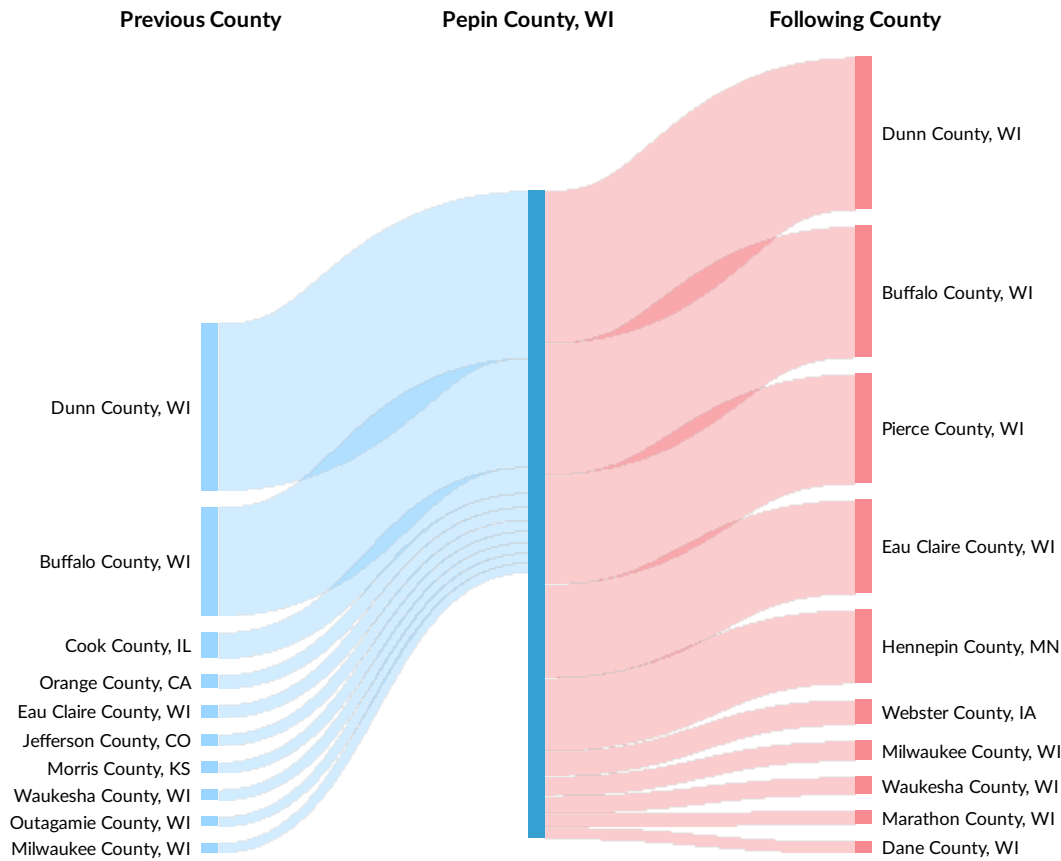 Previous County
Pepin County, WI
Following County
Dunn County, WI
Buffalo County, WI
Cook County, IL
Orange County, CA
Eau Claire County, WI
Jefferson County, CO
Morris County, KS
Waukesha County, WI
Outagamie County, WI
Milwaukee County, WI
Dunn County, WI
Buffalo County, WI
Pierce County, WI
Eau Claire County, WI
Hennepin County, MN
Webster County, IA
Milwaukee County, WI
Waukesha County, WI
Marathon County, WI
Dane County, WI